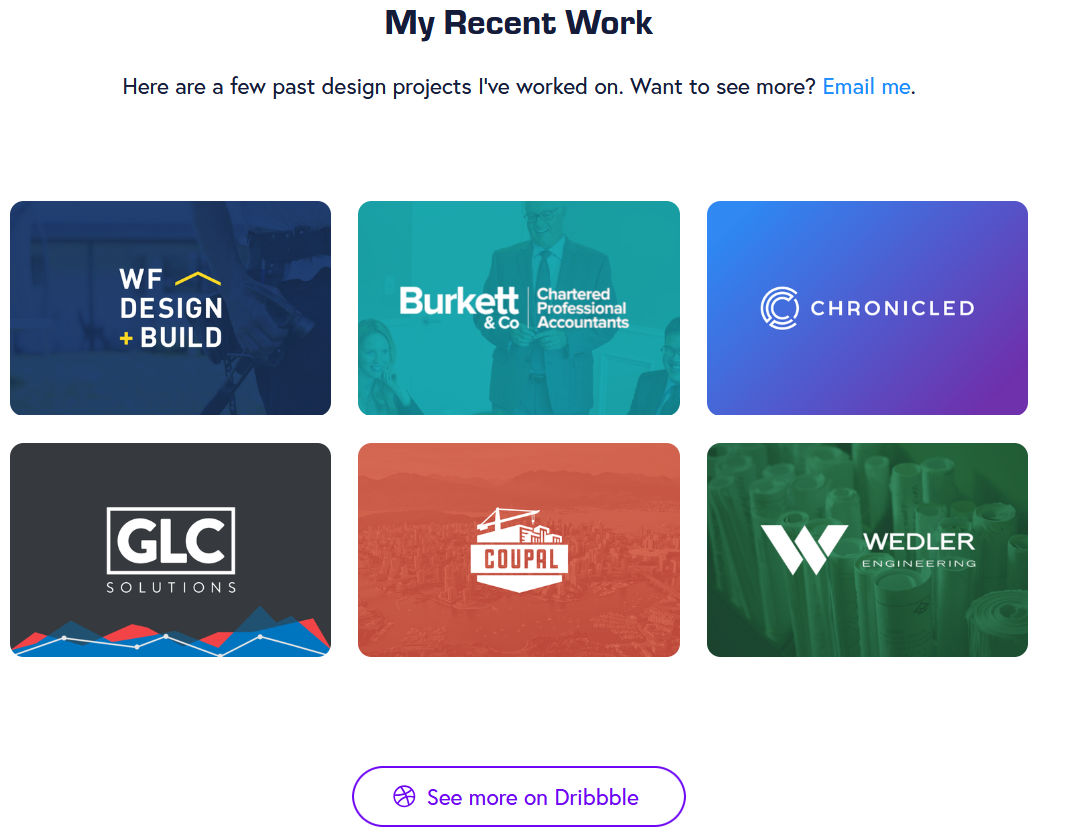 My Recent Work
Here are a few past design projects I've worked on. Want to see more? Email me.
WF
DESIGN
+ BUILD
Burkett
& Co
Chartered
Professional
Accountants
CHRONICLED
GLC
SOLUTIONS
COUPAL
WEDLER
ENGINEERING
See more on Dribbble